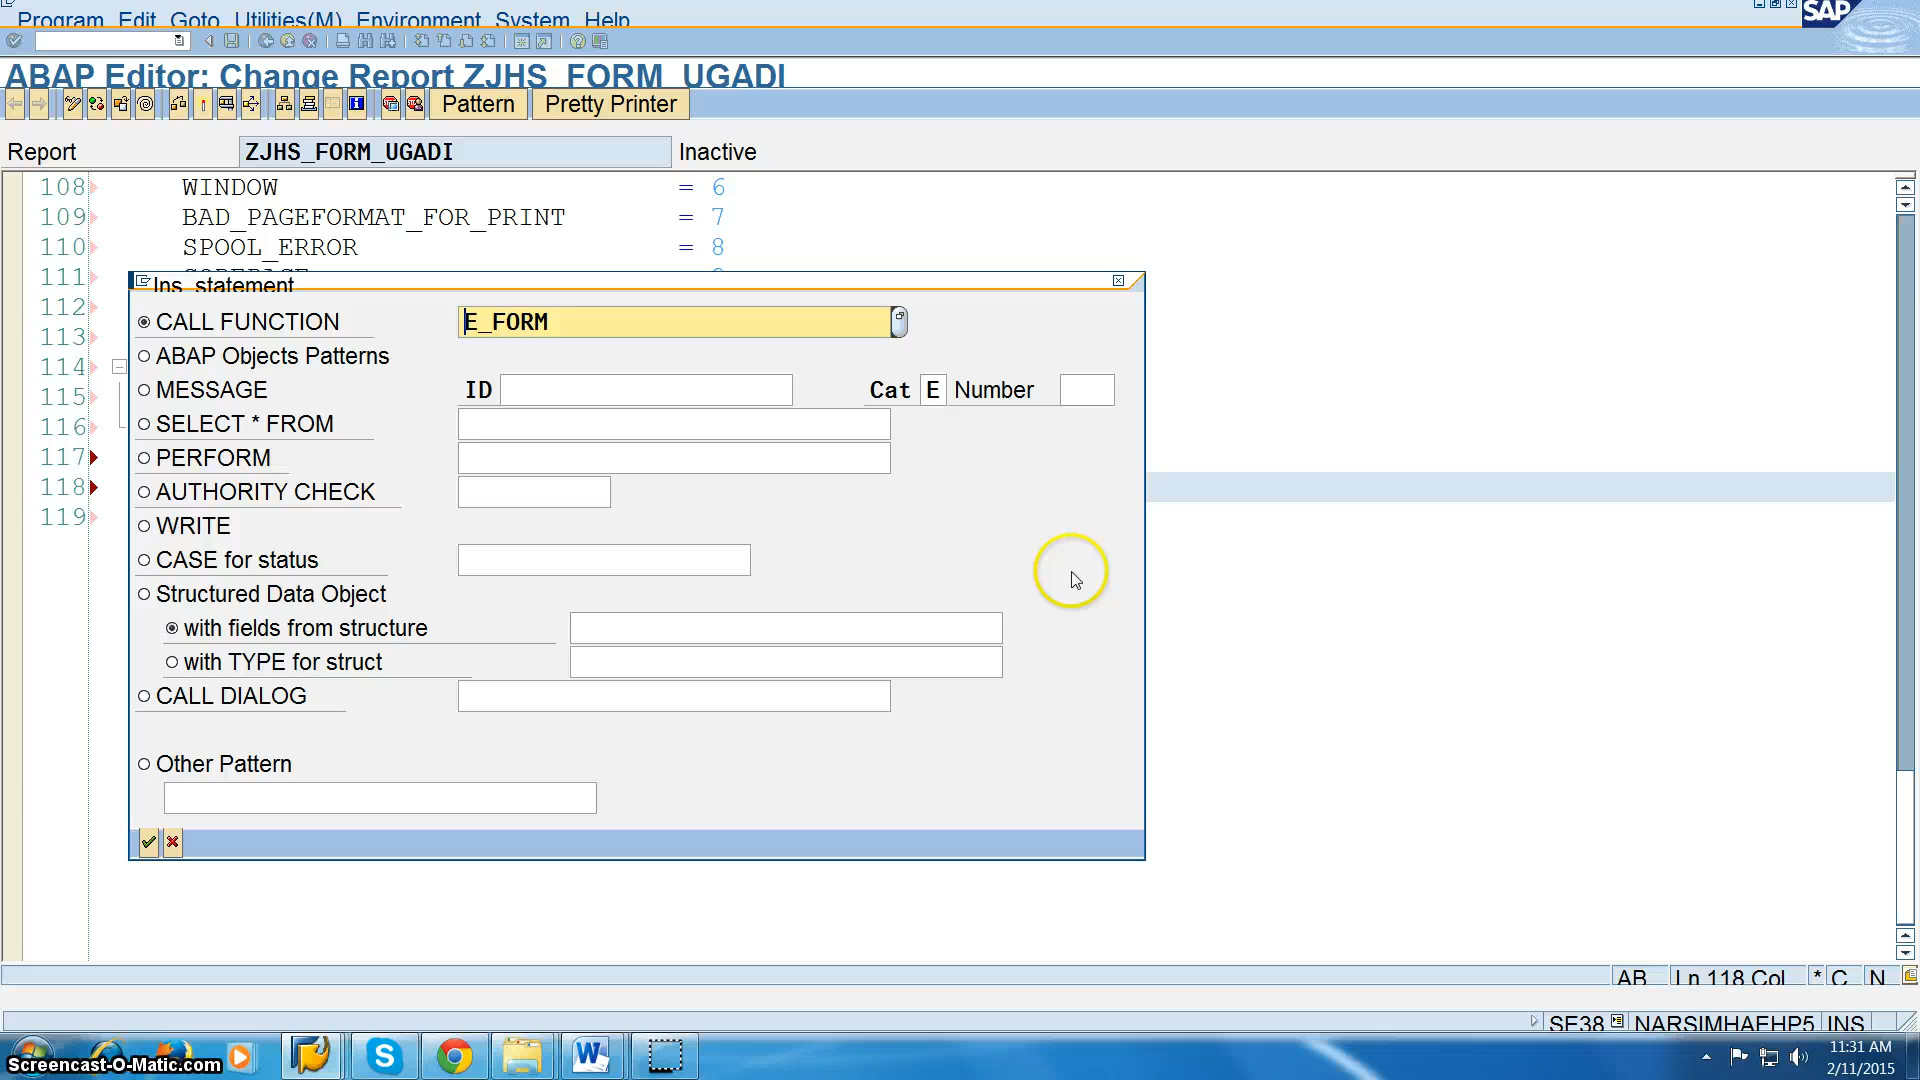 Program Edit Goto Utilities(M) Environment System Help
SAP
ABAP Editor: Change Report ZJHS_FORM_UGADI
Pattern Pretty Printer
Report ZJHS_FORM_UGADI Inactive
108 WINDOW = 6
109 BAD_PAGEFORMAT_FOR_PRINT = 7
110 SPOOL_ERROR = 8
111
Ins. statement
112
CALL FUNCTION E_FORM
113
ABAP Objects Patterns
114
MESSAGE ID Cat E Number
115
SELECT * FROM
116
PERFORM
117
118
AUTHORITY CHECK
119
WRITE
CASE for status
Structured Data Object
with fields from structure
with TYPE for struct
CALL DIALOG
Other Pattern
AB Ln 118 Col * C N
SE38 NARSIMHAEHP5 INS
11:31 AM
2/11/2015
Screencast-O-Matic.com